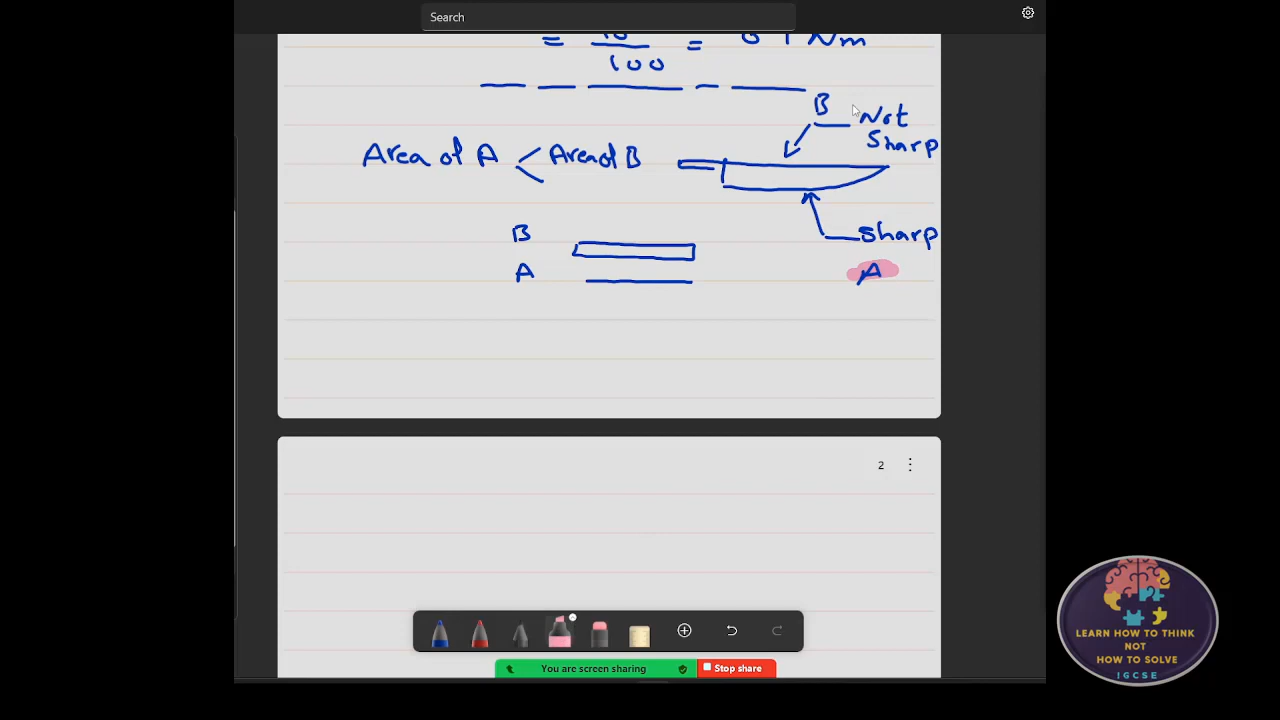 Search
=
100
=
Nm
B
Not
Sharp
Area of A < Area of B
Sharp
B
A
A
2
You are screen sharing
Stop share
LEARN HOW TO THINK
NOT
HOW TO SOLVE
!GCSE